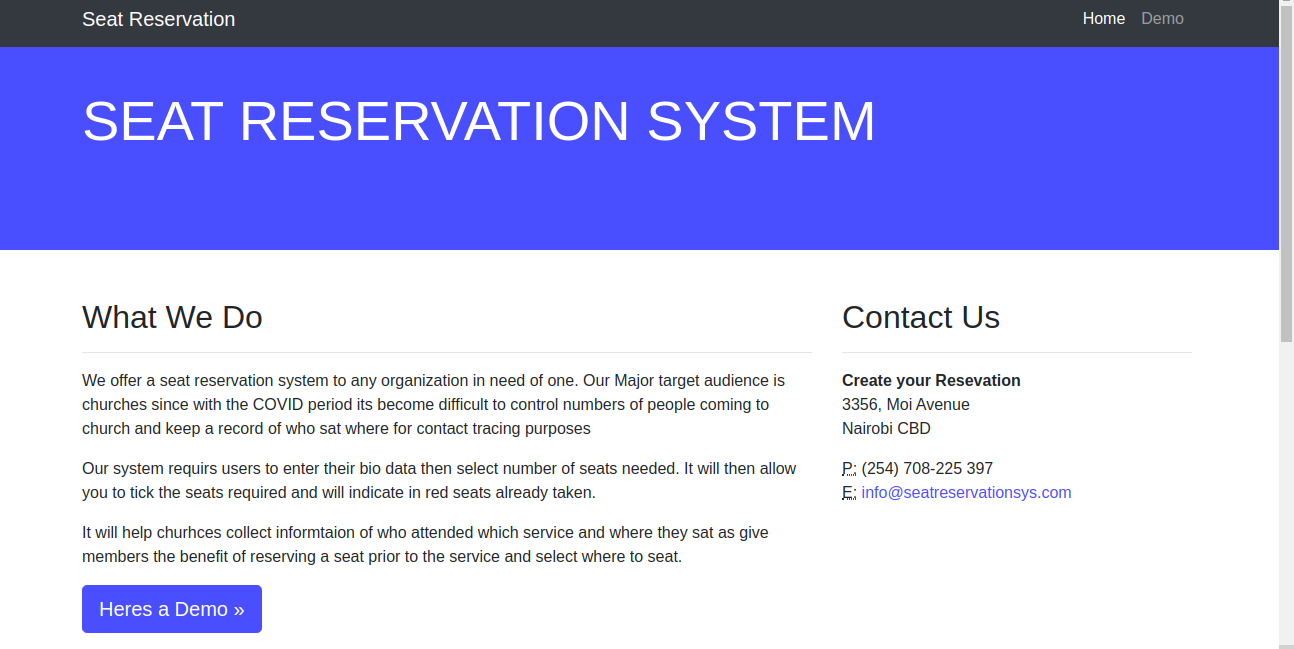 Seat Reservation
Home Demo
SEAT RESERVATION SYSTEM
What We Do
We offer a seat reservation system to any organization in need of one. Our Major target audience is
churches since with the COVID period its become difficult to control numbers of people coming to
church and keep a record of who sat where for contact tracing purposes
Our system requirs users to enter their bio data then select number of seats needed. It will then allow
you to tick the seats required and will indicate in red seats already taken.
It will help churhces collect informtaion of who attended which service and where they sat as give
members the benefit of reserving a seat prior to the service and select where to seat.
Heres a Demo »
Contact Us
Create your Resevation
3356, Moi Avenue
Nairobi CBD
P: (254) 708-225 397
E: info@seatreservationsys.com